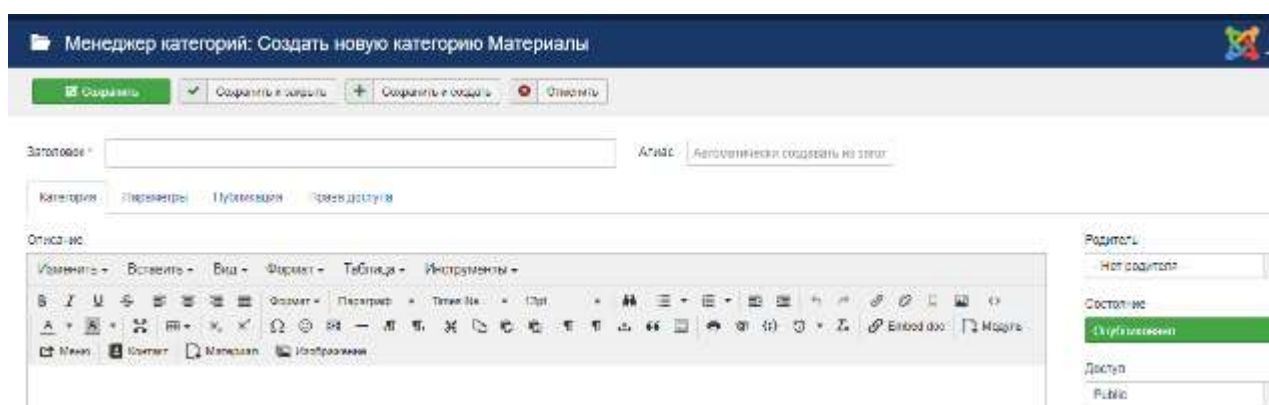 Менеджер категорий: Создать новую категорию Материалы
Сохранить Сохранить и закрыть Сохранить и создать Отменить
Заголовок * Алиас Автоматически создавать из загол
Категория Параметры Публикация Права доступа
Описание Родитель
Изменить Вставить Вид Формат Таблица Инструменты - Нет родителя -
B I U S Формат Параграф Times Ne 12pt Состояние
A A Ω Embed doc Модуль Опубликовано
Меню Контакт Материал Изображение Доступ
Public